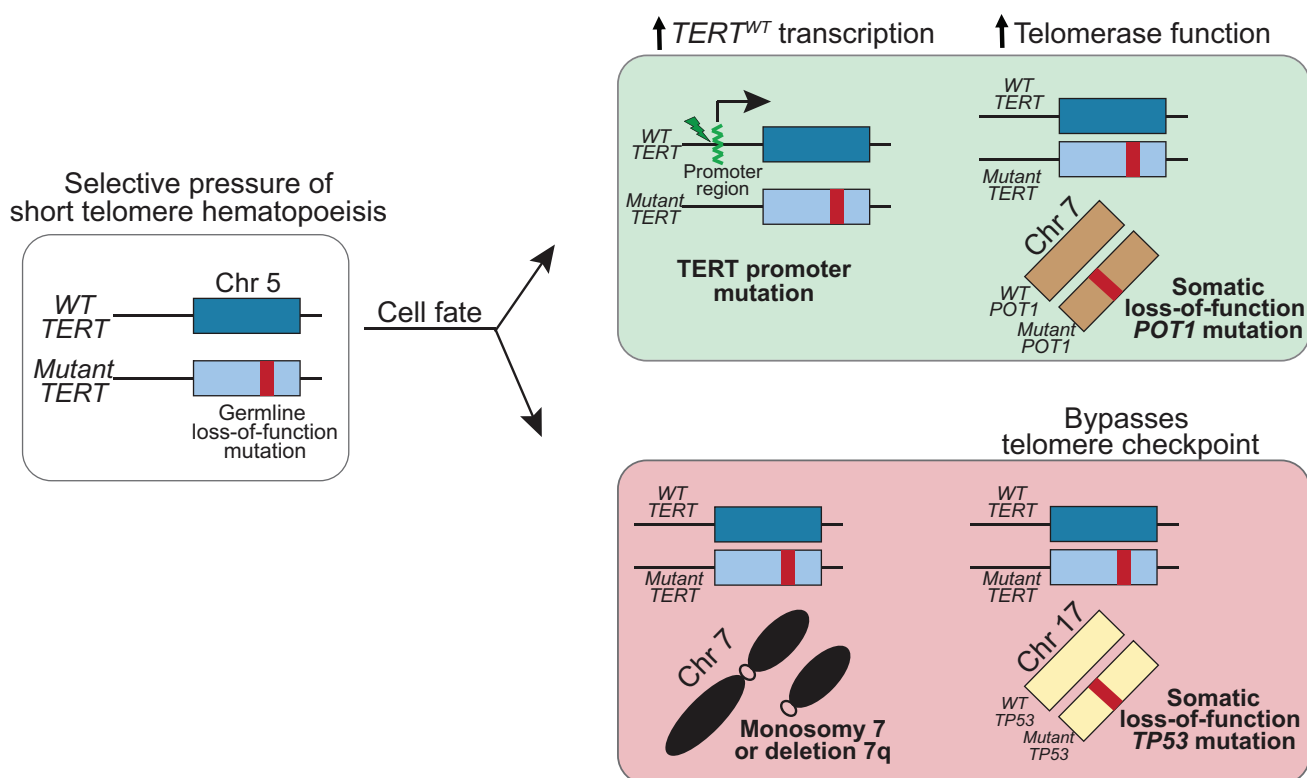 Selective pressure of
short telomere hematopoeisis
Chr 5
WT
TERT
Mutant
TERT
Germline
loss-of-function
mutation
Cell fate
TERTWT transcription
WT
TERT
Promoter
region
Mutant
TERT
TERT promoter
mutation
Telomerase function
WT
TERT
Mutant
TERT
Chr 7
WT
POT1
Mutant
POT1
Somatic
loss-of-function
POT1 mutation
WT
TERT
Mutant
TERT
Chr 7
Monosomy 7
or deletion 7q
Bypasses
telomere checkpoint
WT
TERT
Mutant
TERT
Chr 17
WT
TP53
Mutant
TP53
Somatic
loss-of-function
TP53 mutation